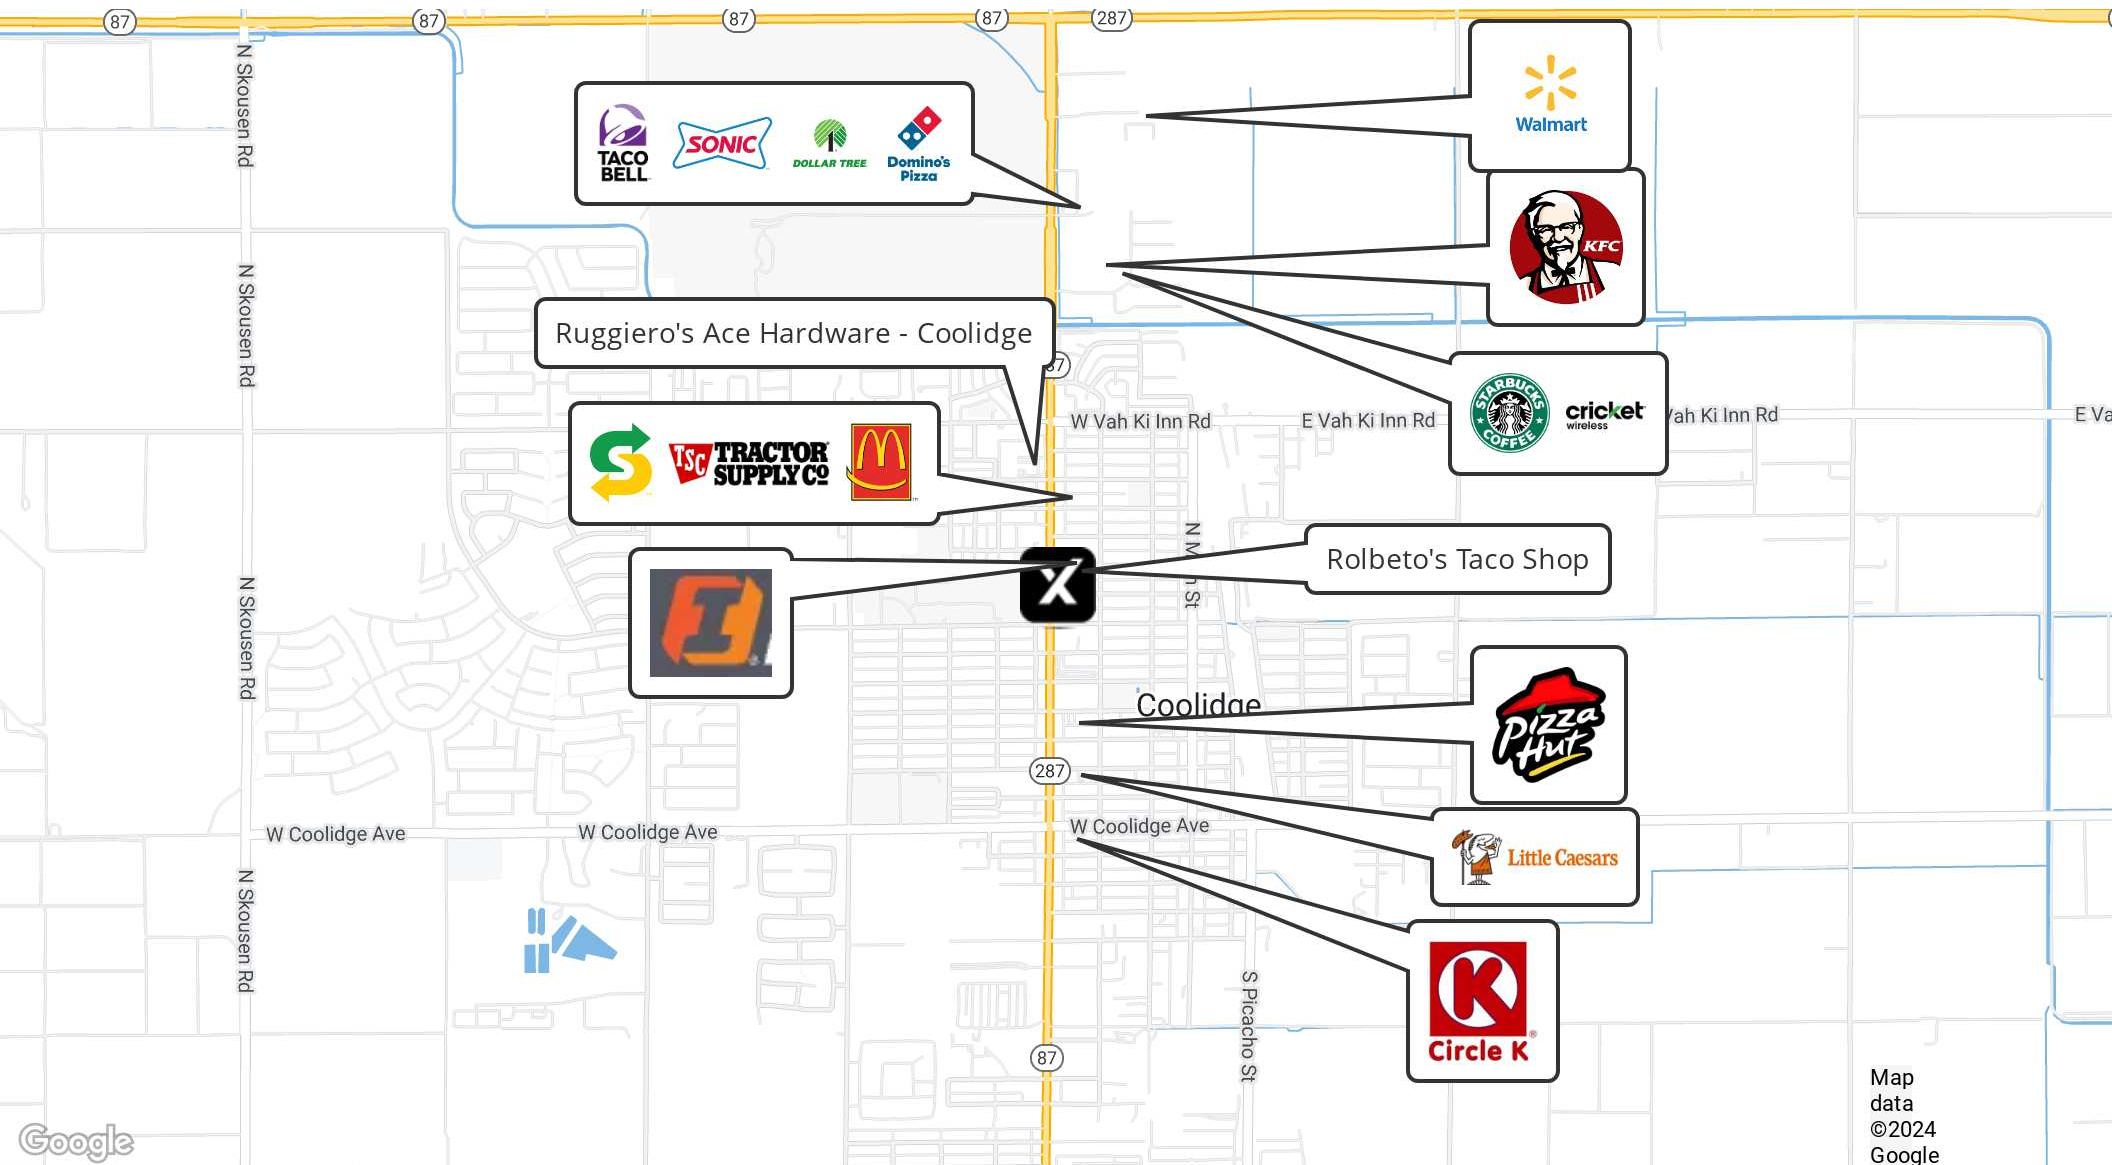 87
87
87
87
287
N Skousen Rd
TACO
BELL
SONIC
DOLLAR TREE
Domino's
Pizza
Walmart
KFC
N Skousen Rd
Ruggiero's Ace Hardware - Coolidge
87
W Vah Ki Inn Rd
E Vah Ki Inn Rd
Vah Ki Inn Rd
E Va
STARBUCKS
COFFEE
cricket
wireless
TSC
TRACTOR
SUPPLY CO
N Skousen Rd
N M n St
Rolbeto's Taco Shop
X
Coolidge
Pizza
Hut
287
W Coolidge Ave
W Coolidge Ave
W Coolidge Ave
Little Caesars
N Skousen Rd
S Picacho St
K
Circle K
87
Map
data
©2024
Google
Google